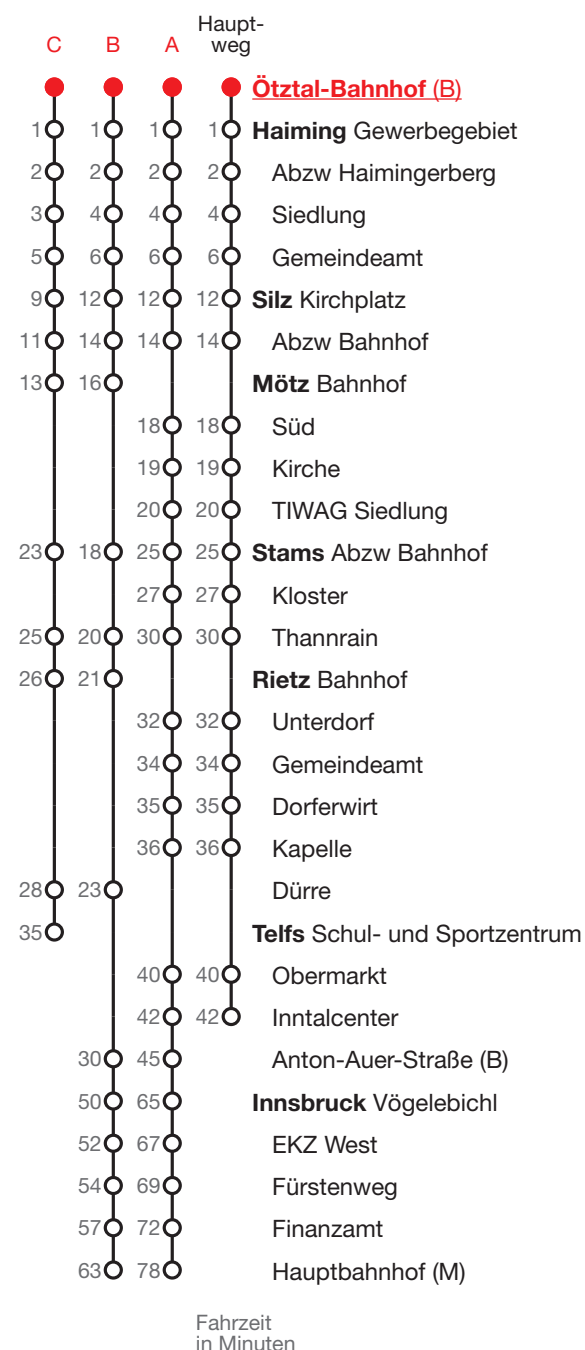 Haupt-
C B A weg
Ötztal-Bahnhof (B)
1 1 1 1 Haiming Gewerbegebiet
2 2 2 2 Abzw Haimingerberg
3 4 4 4 Siedlung
5 6 6 6 Gemeindeamt
9 12 12 12 Silz Kirchplatz
11 14 14 14 Abzw Bahnhof
13 16 Mötz Bahnhof
18 18 Süd
19 19 Kirche
20 20 TIWAG Siedlung
23 18 25 25 Stams Abzw Bahnhof
27 27 Kloster
25 20 30 30 Thannrain
26 21 Rietz Bahnhof
32 32 Unterdorf
34 34 Gemeindeamt
35 35 Dorferwirt
36 36 Kapelle
28 23 Dürre
35 Telfs Schul- und Sportzentrum
40 40 Obermarkt
42 42 Inntalcenter
30 45 Anton-Auer-Straße (B)
50 65 Innsbruck Vögelebichl
52 67 EKZ West
54 69 Fürstenweg
57 72 Finanzamt
63 78 Hauptbahnhof (M)
Fahrzeit
in Minuten